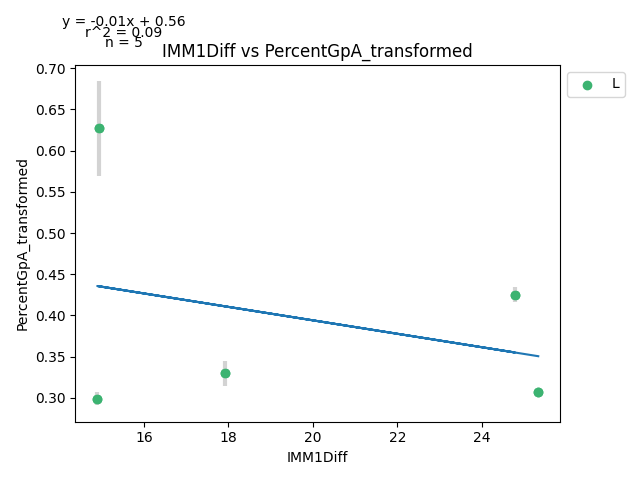 y = -0.01x + 0.56
r^2 = 0.09
n = 5
IMM1Diff vs PercentGpA_transformed
L
PercentGpA_transformed
0.70
0.65
0.60
0.55
0.50
0.45
0.40
0.35
0.30
16 18 20 22 24
IMM1Diff